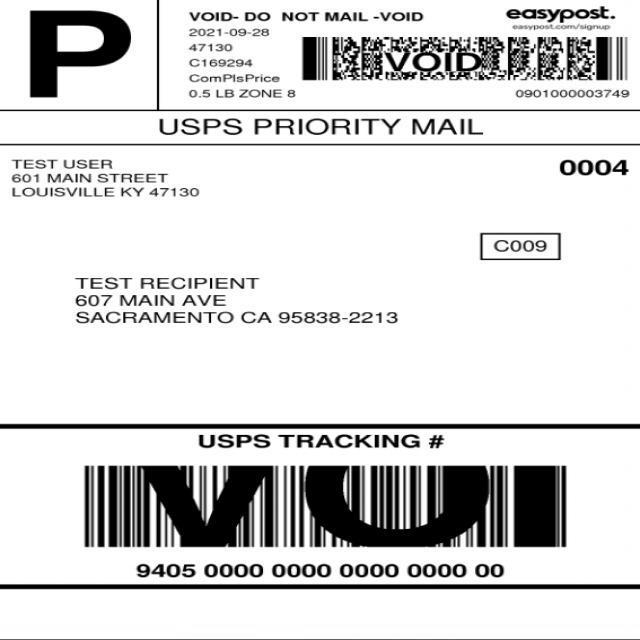 P
VOID- DO NOT MAIL -VOID
2021-09-28
47130
C169294
ComPlsPrice
0.5 LB ZONE 8
easypost.
easypost.com/signup
VOID
0901000003749
USPS PRIORITY MAIL
TEST USER
601 MAIN STREET
LOUISVILLE KY 47130
0004
C009
TEST RECIPIENT
607 MAIN AVE
SACRAMENTO CA 95838-2213
USPS TRACKING #
VOI
9405 0000 0000 0000 0000 00